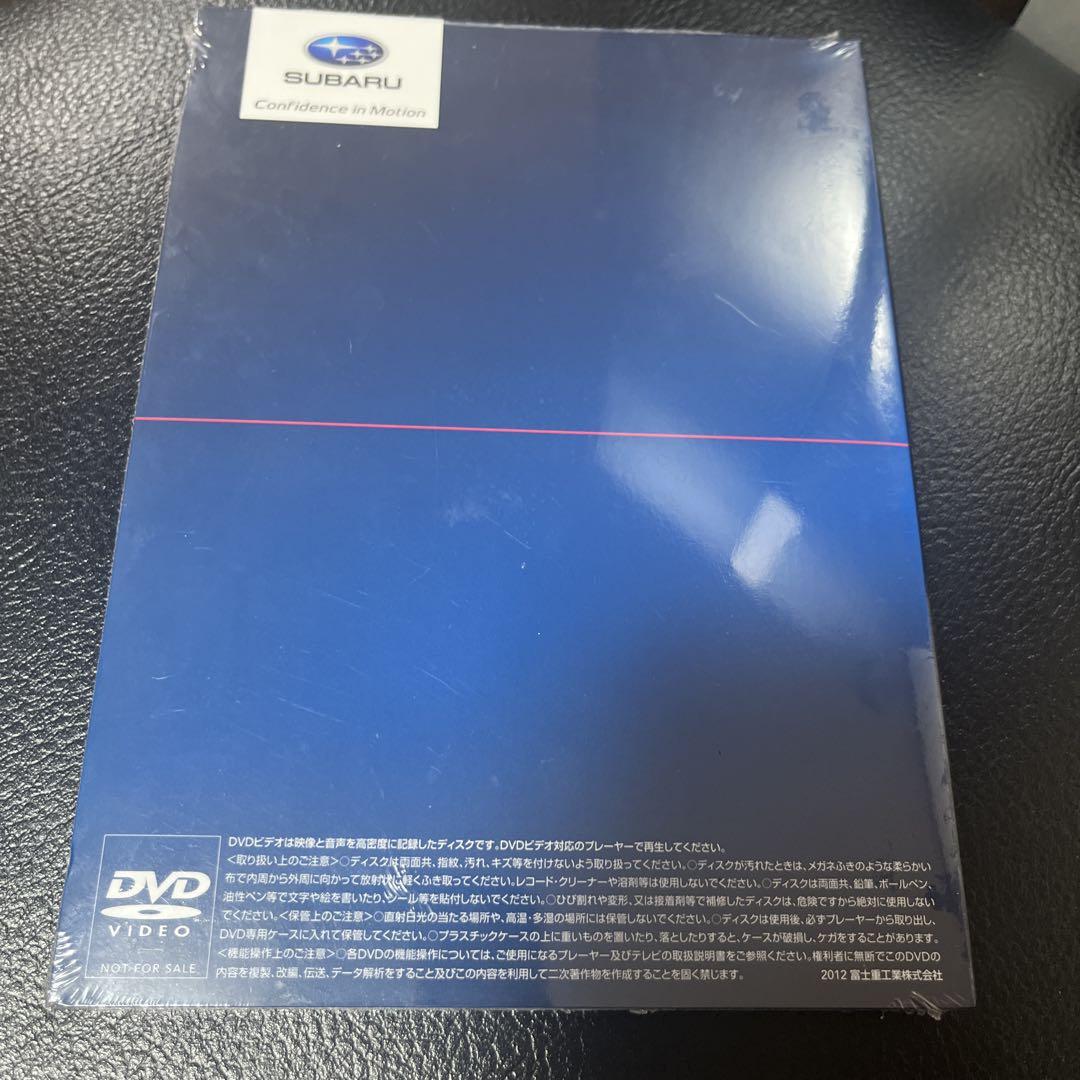 SUBARU
Confidence in Motion
DVDビデオは映像と音声を高密度に記録したディスクです。DVDビデオ対応のプレーヤーで再生してください。
<取り扱い上のご注意>○ディスクは両面共、指紋、汚れ、キズ等を付けないよう取り扱ってください。○ディスクが汚れたときは、メガネふきのような柔らかい
布で内周から外周に向かって放射状に軽くふき取ってください。レコード・クリーナーや溶剤等は使用しないでください。○ディスクは両面共、鉛筆、ボールペン、
油性ペン等で文字や絵を書いたり、シール等を貼付しないでください。○ひび割れや変形、又は接着剤等で補修したディスクは、危険ですから絶対に使用しない
でください。<保管上のご注意>○直射日光の当たる場所や、高温・多湿の場所には保管しないでください。○ディスクは使用後、必ずプレーヤーから取り出し、
DVD専用ケースに入れて保管してください。○プラスチックケースの上に重いものを置いたり、落としたりすると、ケースが破損し、ケガをすることがあります。
<機能操作上のご注意>○各DVDの機能操作については、ご使用になるプレーヤー及びテレビの取扱説明書をご参照ください。権利者に無断でこのDVDの
内容を複製、改編、伝送、データ解析をすること及びこの内容を利用して二次著作物を作成することを固く禁じます。
2012 富士重工業株式会社
DVD
VIDEO
NOT FOR SALE